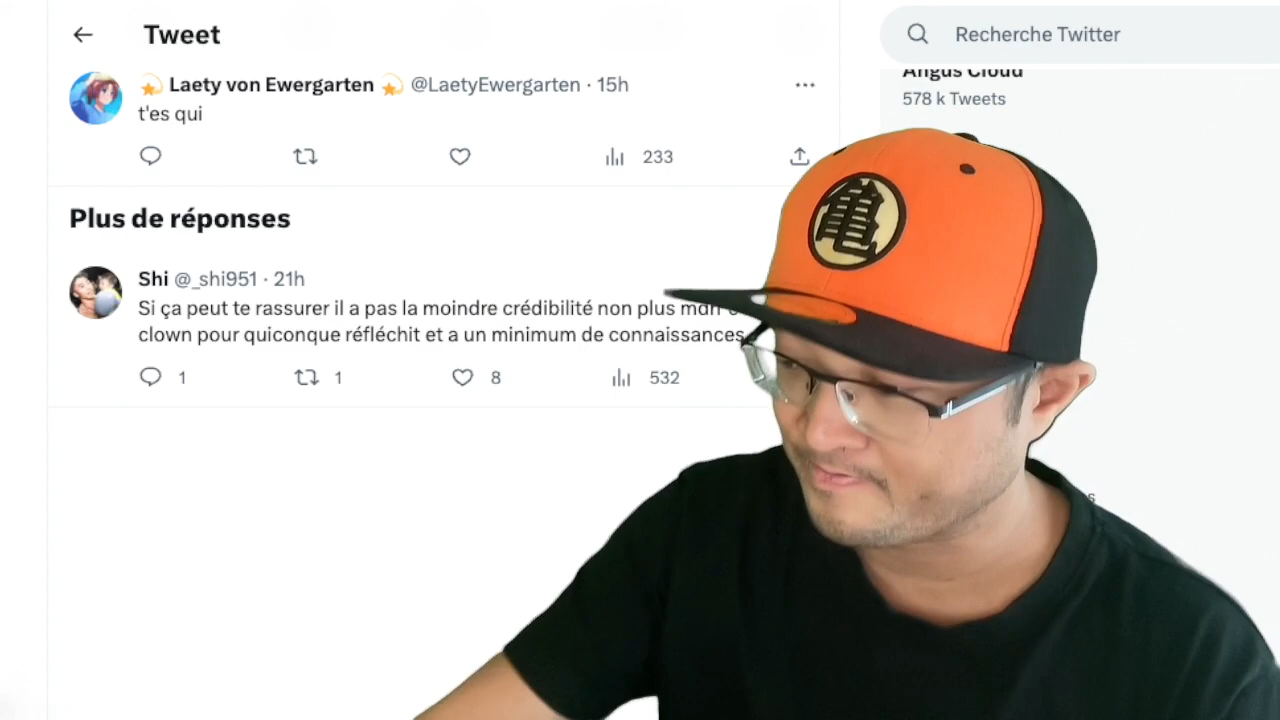 Tweet
Recherche Twitter
Angus Cloud
578 k Tweets
Laety von Ewergarten @LaetyEwergarten · 15h
t'es qui
233
Plus de réponses
Shi @_shi951 · 21h
Si ça peut te rassurer il a pas la moindre crédibilité non plus mdrr
clown pour quiconque réfléchit et a un minimum de connaissances
1 1 8 532
亀